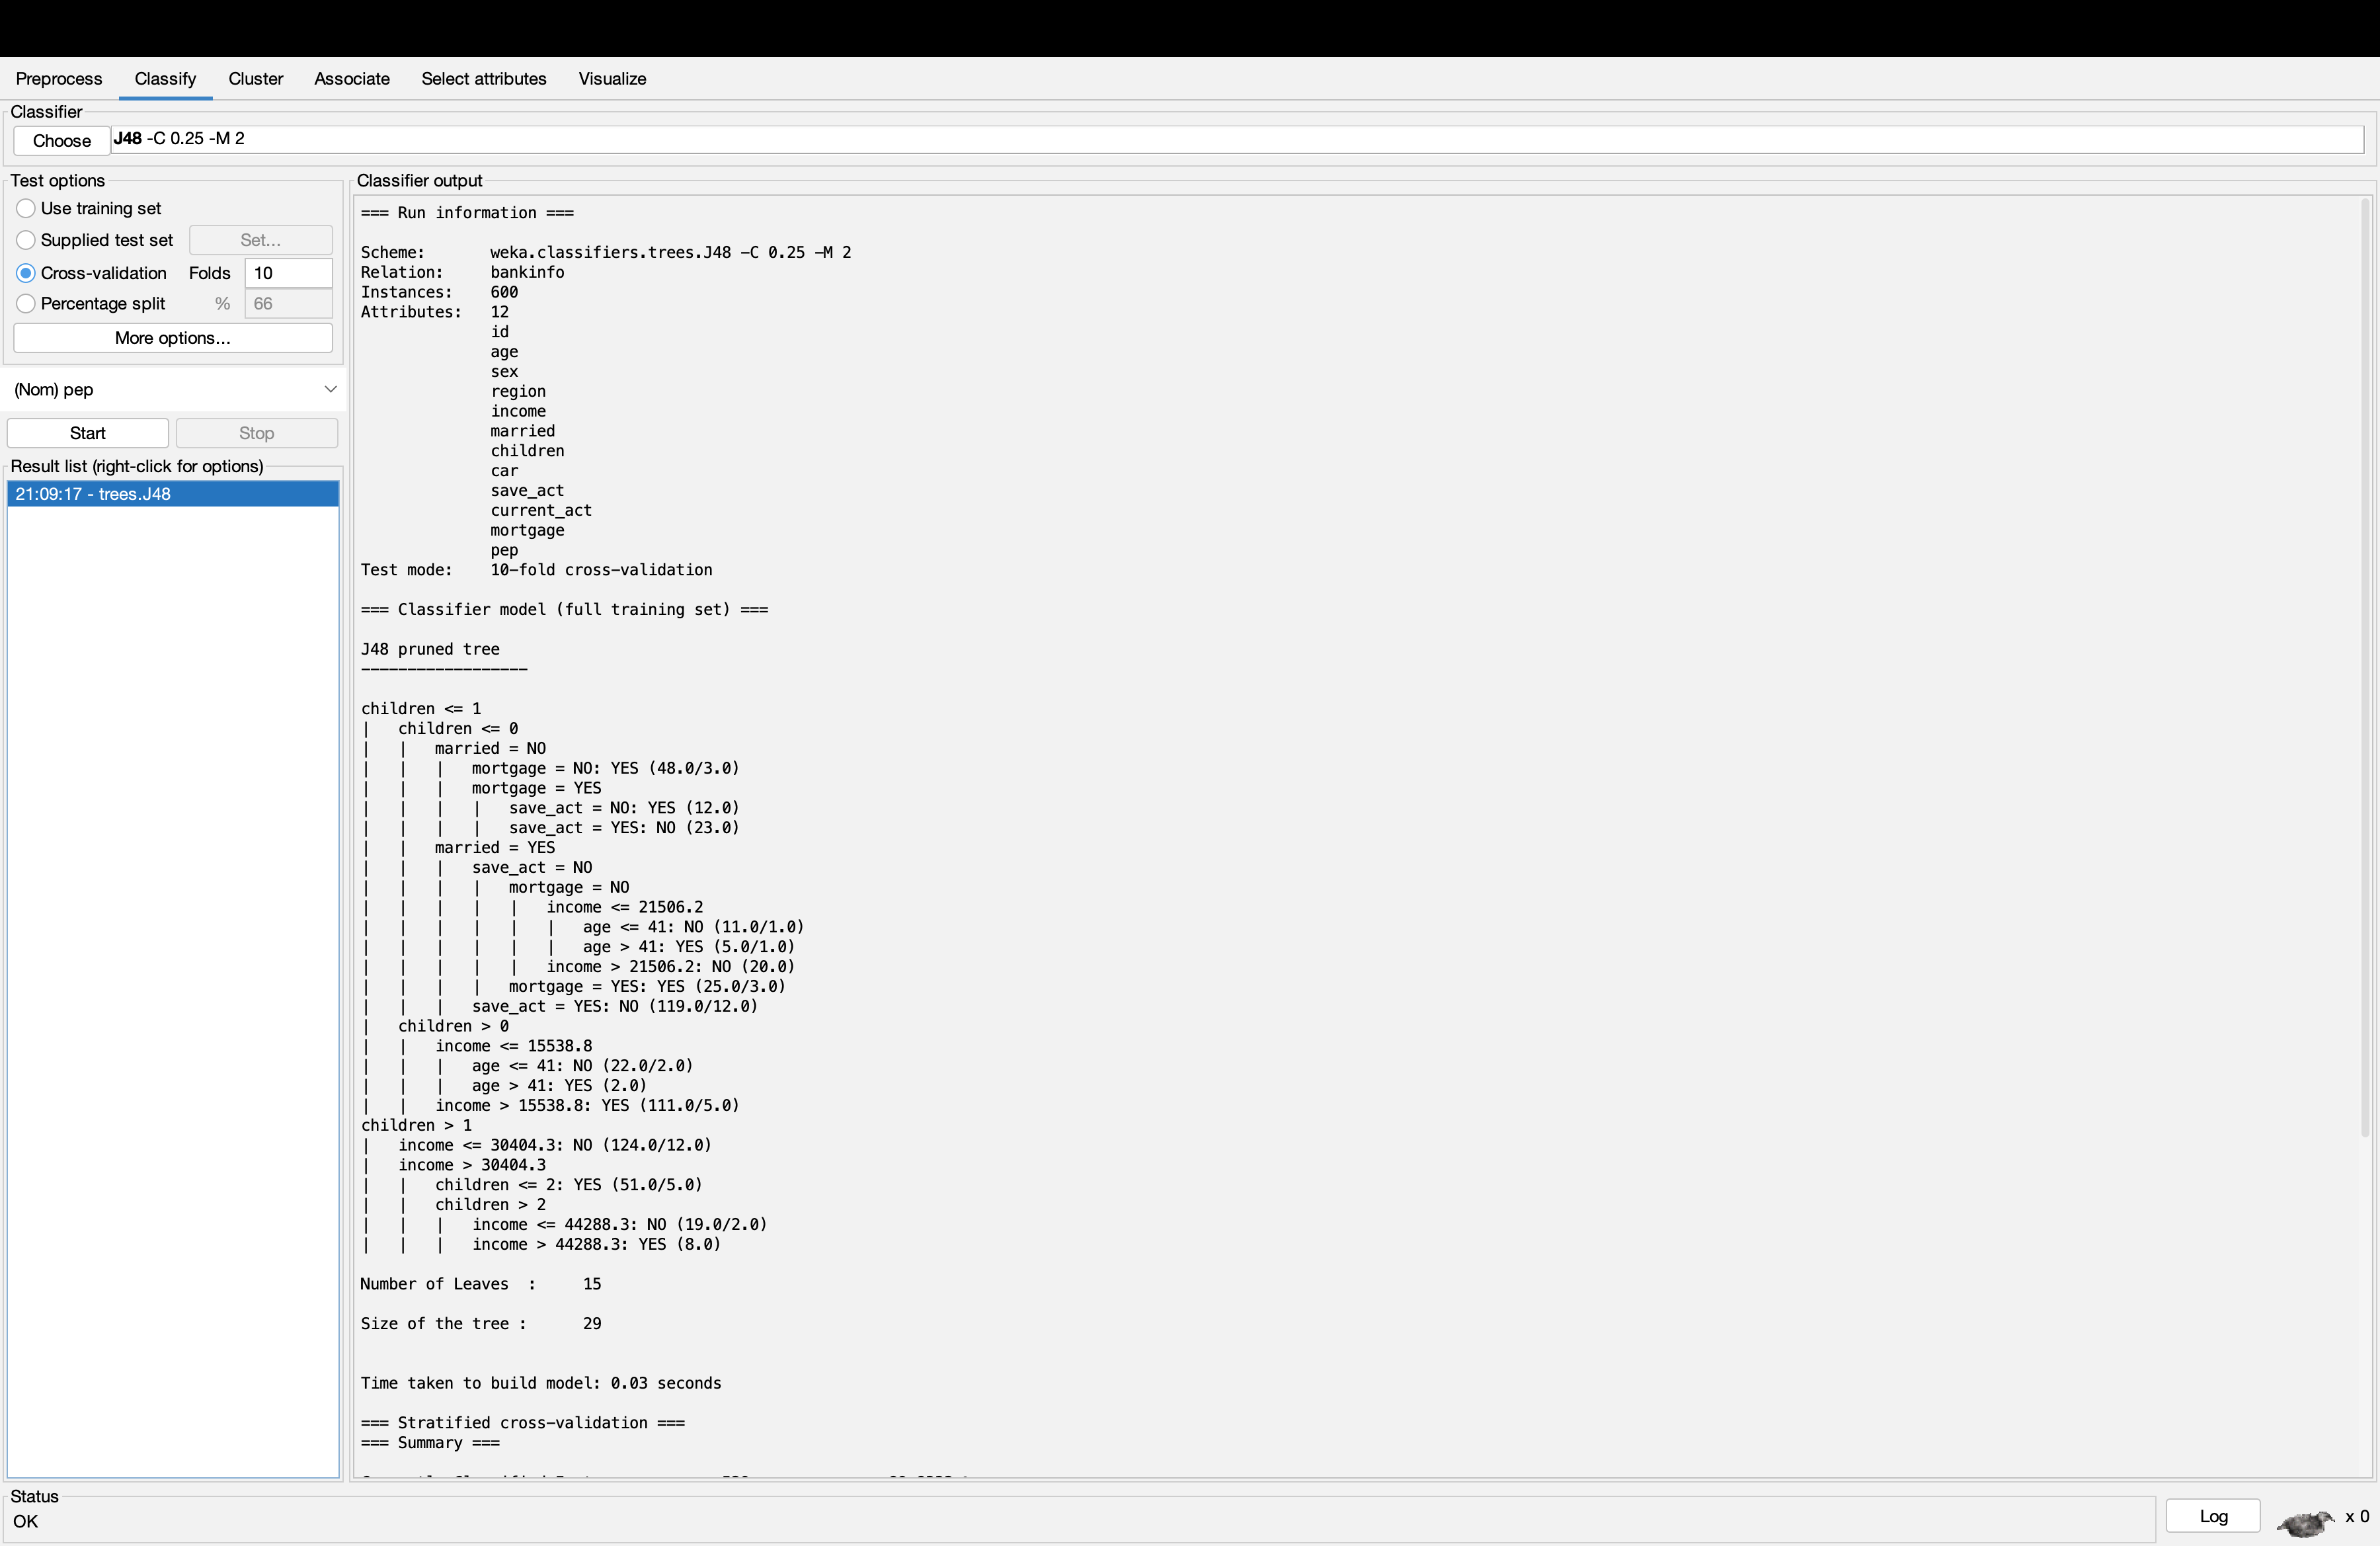 Preprocess Classify Cluster Associate Select attributes Visualize
Classifier
Choose J48 -C 0.25 -M 2
Test options
Use training set
Supplied test set Set...
Cross-validation Folds 10
Percentage split % 66
More options...
(Nom) pep
Start Stop
Result list (right-click for options)
21:09:17 - trees.J48
Classifier output
=== Run information ===
Scheme: weka.classifiers.trees.J48 -C 0.25 -M 2
Relation: bankinfo
Instances: 600
Attributes: 12
id
age
sex
region
income
married
children
car
save_act
current_act
mortgage
pep
Test mode: 10-fold cross-validation
=== Classifier model (full training set) ===
J48 pruned tree
------------------
children <= 1
|   children <= 0
|   |   married = NO
|   |   |   mortgage = NO: YES (48.0/3.0)
|   |   |   mortgage = YES
|   |   |   |   save_act = NO: YES (12.0)
|   |   |   |   save_act = YES: NO (23.0)
|   |   married = YES
|   |   |   save_act = NO
|   |   |   |   mortgage = NO
|   |   |   |   |   income <= 21506.2
|   |   |   |   |   |   age <= 41: NO (11.0/1.0)
|   |   |   |   |   |   age > 41: YES (5.0/1.0)
|   |   |   |   |   income > 21506.2: NO (20.0)
|   |   |   |   mortgage = YES: YES (25.0/3.0)
|   |   |   save_act = YES: NO (119.0/12.0)
|   children > 0
|   |   income <= 15538.8
|   |   |   age <= 41: NO (22.0/2.0)
|   |   |   age > 41: YES (2.0)
|   |   income > 15538.8: YES (111.0/5.0)
children > 1
|   income <= 30404.3: NO (124.0/12.0)
|   income > 30404.3
|   |   children <= 2: YES (51.0/5.0)
|   |   children > 2
|   |   |   income <= 44288.3: NO (19.0/2.0)
|   |   |   income > 44288.3: YES (8.0)
Number of Leaves  : 15
Size of the tree : 29
Time taken to build model: 0.03 seconds
=== Stratified cross-validation ===
=== Summary ===
Status
OK
Log x 0